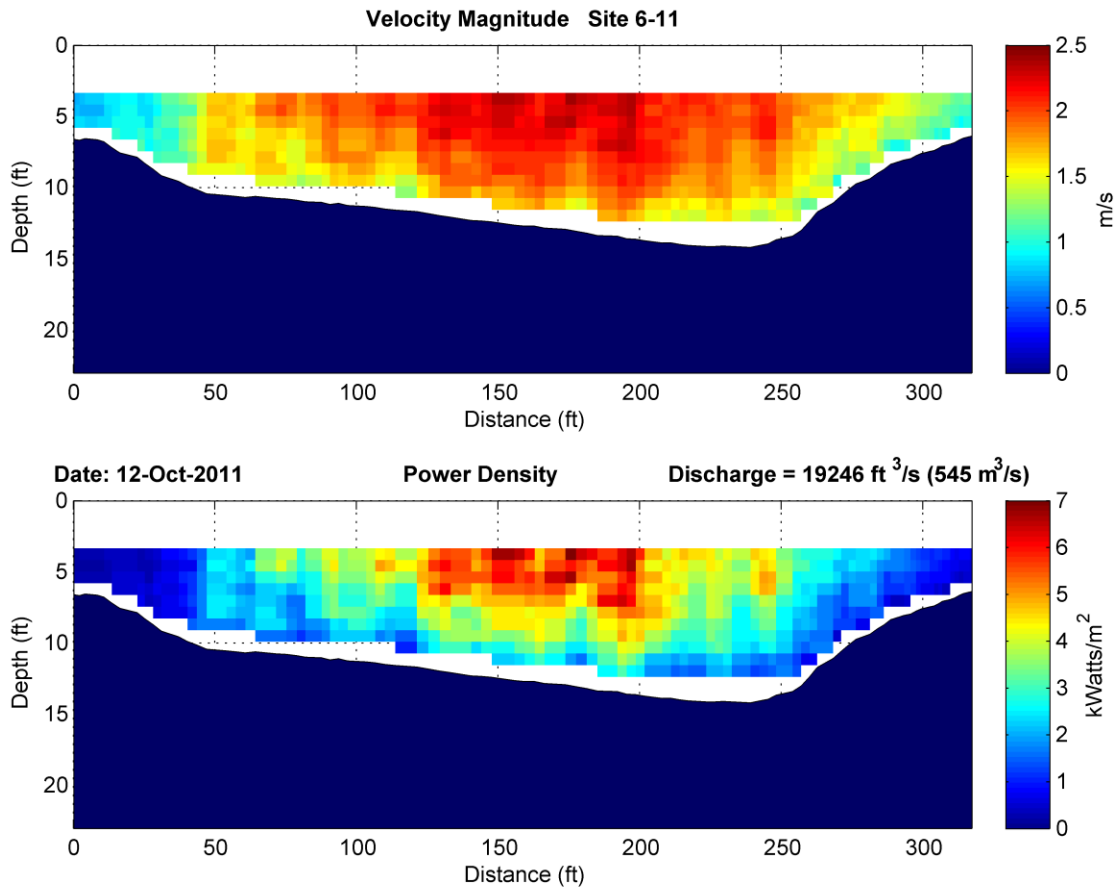 Velocity Magnitude   Site 6-11
0
5
10
15
20
Depth (ft)
0 50 100 150 200 250 300
Distance (ft)
2.5
2
1.5
1
0.5
0
m/s
Date: 12-Oct-2011 Power Density Discharge = 19246 ft ³/s (545 m³/s)
0
5
10
15
20
Depth (ft)
0 50 100 150 200 250 300
Distance (ft)
7
6
5
4
3
2
1
0
kWatts/m²